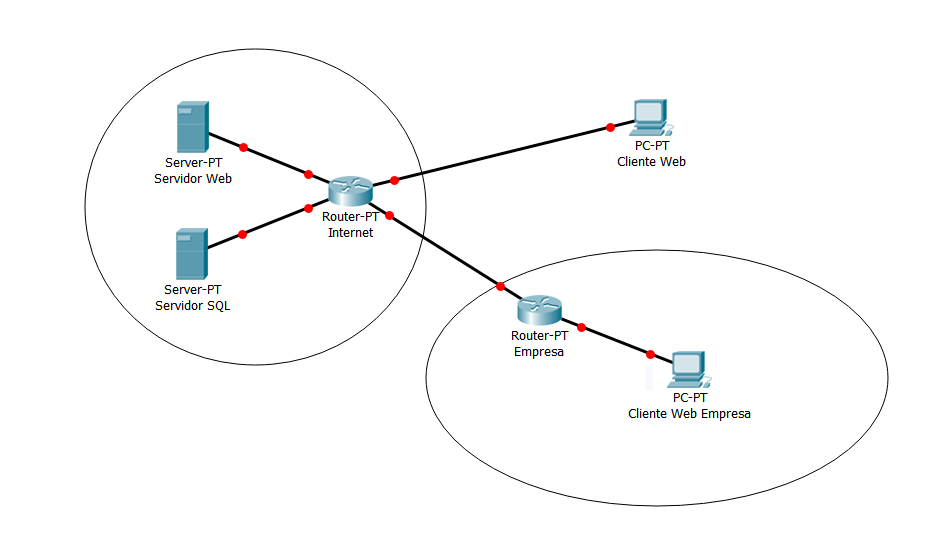 PC-PT
Cliente Web
Server-PT
Servidor Web
Router-PT
Internet
Server-PT
Servidor SQL
Router-PT
Empresa
PC-PT
Cliente Web Empresa